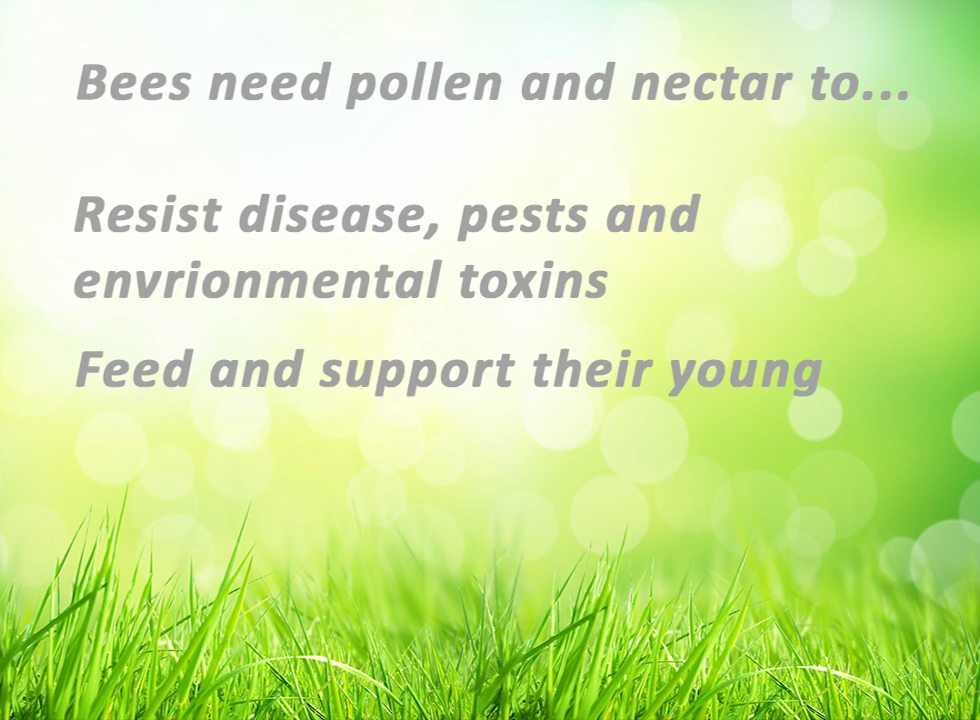 Bees need pollen and nectar to...
Resist disease, pests and
envrionmental toxins
Feed and support their young